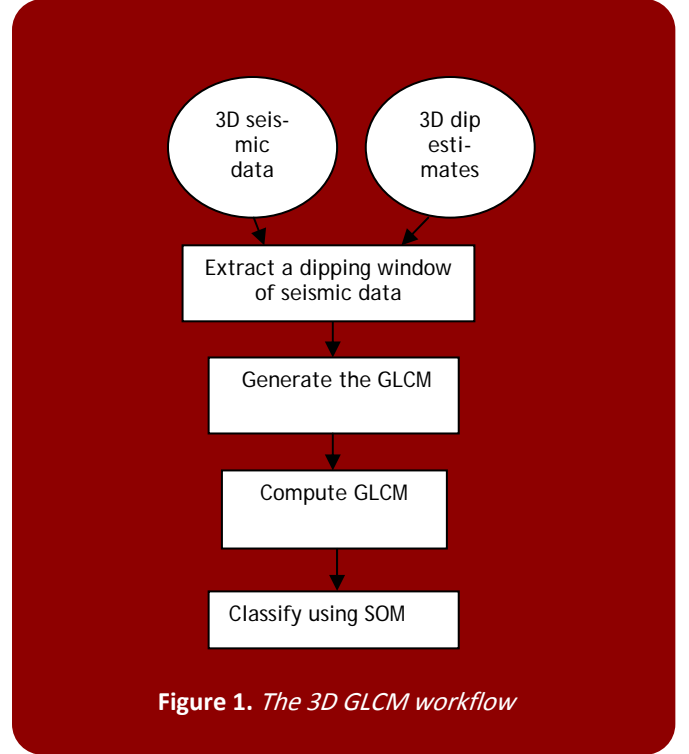 3D seis-
mic
data
3D dip
esti-
mates
Extract a dipping window
of seismic data
Generate the GLCM
Compute GLCM
Classify using SOM
Figure 1. The 3D GLCM workflow